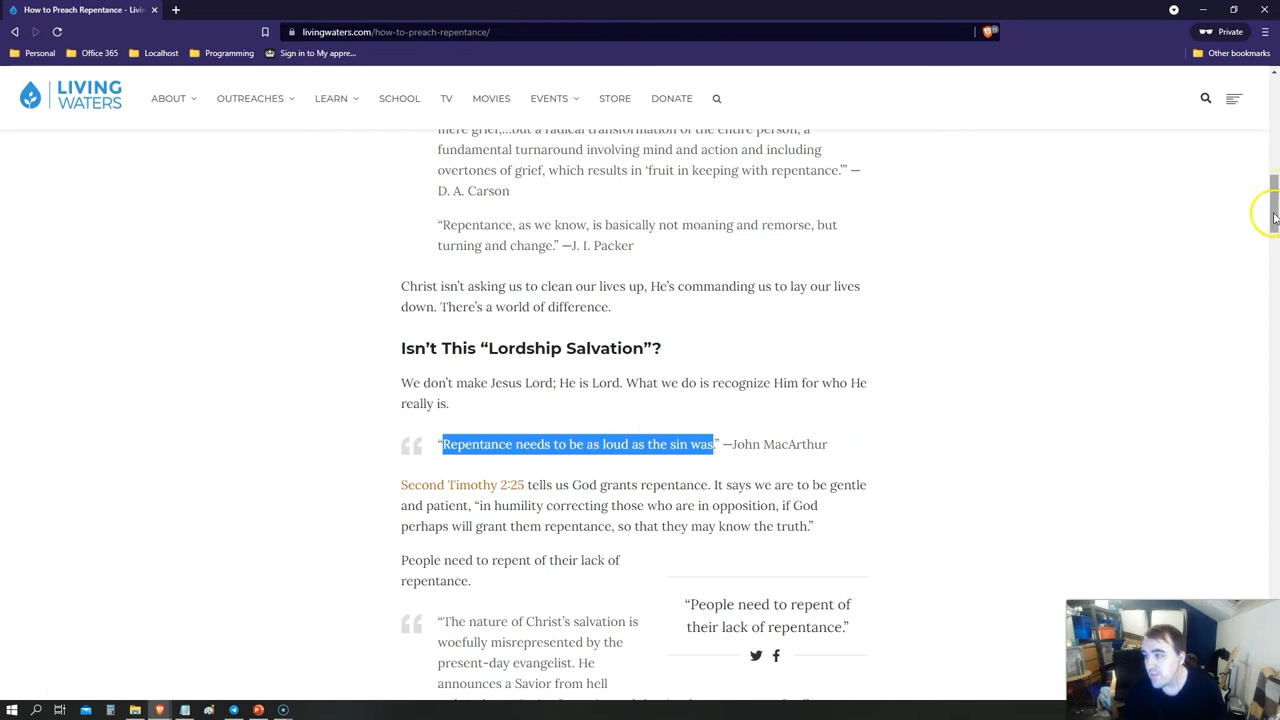 How to Preach Repentance - Livi
livingwaters.com/how-to-preach-repentance/
Private
Personal
Office 365
Localhost
Programming
Sign in to My appre...
Other bookmarks
LIVING
WATERS
ABOUT
OUTREACHES
LEARN
SCHOOL
TV
MOVIES
EVENTS
STORE
DONATE
mere grief,…but a radical transformation of the entire person, a
fundamental turnaround involving mind and action and including
overtones of grief, which results in ‘fruit in keeping with repentance.’” —
D. A. Carson
“Repentance, as we know, is basically not moaning and remorse, but
turning and change.” —J. I. Packer
Christ isn’t asking us to clean our lives up, He’s commanding us to lay our lives
down. There’s a world of difference.
Isn’t This “Lordship Salvation”?
We don’t make Jesus Lord; He is Lord. What we do is recognize Him for who He
really is.
“Repentance needs to be as loud as the sin was.” —John MacArthur
Second Timothy 2:25 tells us God grants repentance. It says we are to be gentle
and patient, “in humility correcting those who are in opposition, if God
perhaps will grant them repentance, so that they may know the truth.”
People need to repent of their lack of
repentance.
“People need to repent of
their lack of repentance.”
“The nature of Christ’s salvation is
woefully misrepresented by the
present-day evangelist. He
announces a Savior from hell